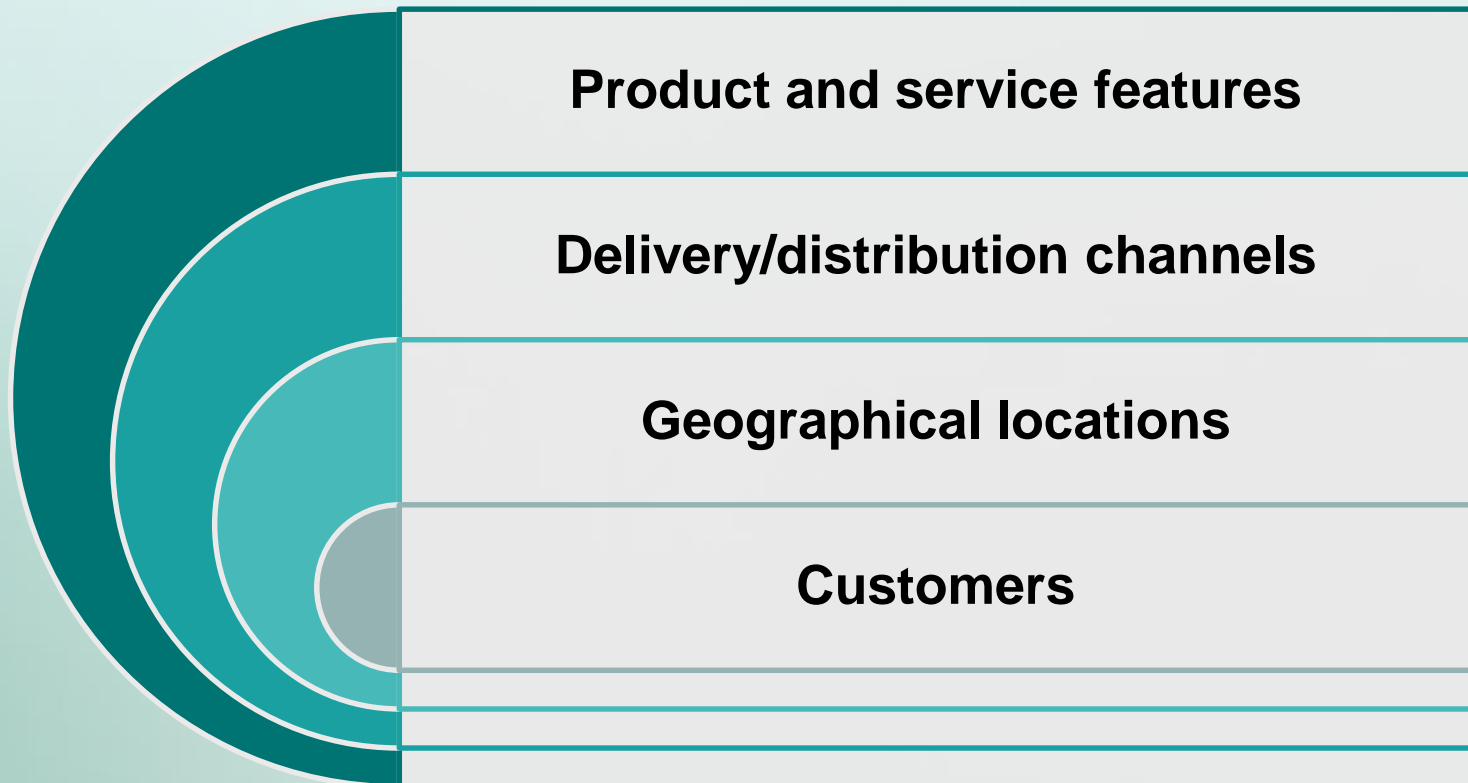 Product and service features
Delivery/distribution channels
Geographical locations
Customers